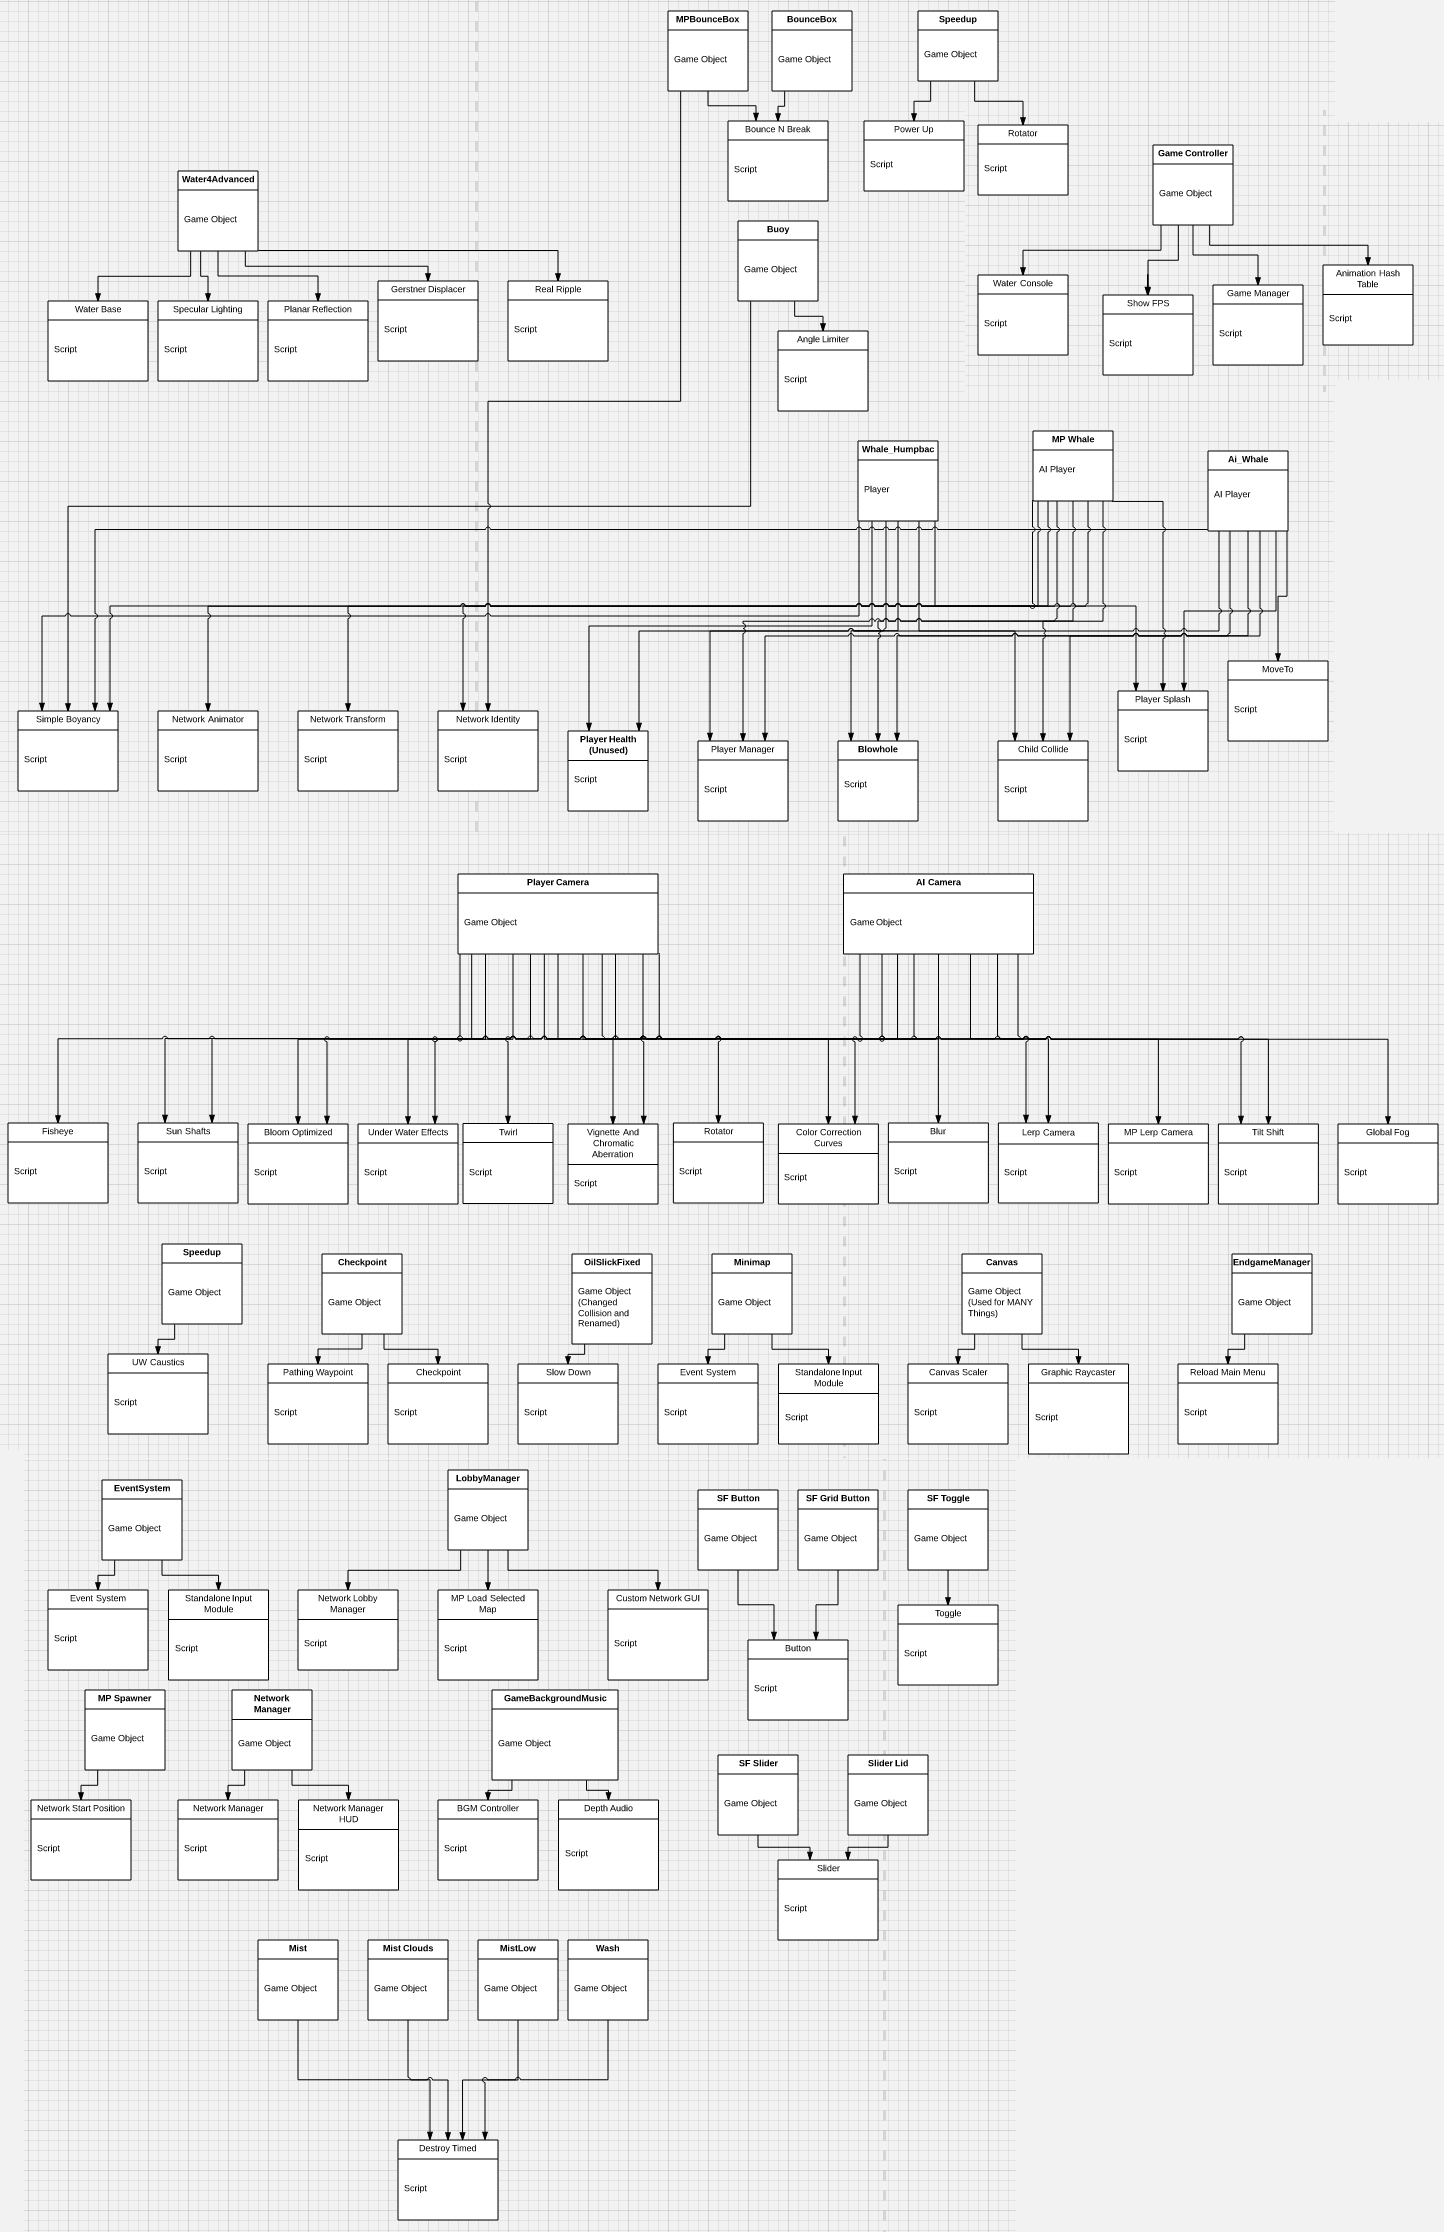 MPBounceBox
Game Object
BounceBox
Game Object
Speedup
Game Object
Bounce N Break
Script
Power Up
Script
Rotator
Script
Game Controller
Game Object
Water4Advanced
Game Object
Buoy
Game Object
Water Base
Script
Specular Lighting
Script
Planar Reflection
Script
Gerstner Displacer
Script
Real Ripple
Script
Angle Limiter
Script
Water Console
Script
Show FPS
Script
Game Manager
Script
Animation Hash
Table
Script
Whale_Humpbac
Player
MP Whale
AI Player
Ai_Whale
AI Player
Simple Boyancy
Script
Network Animator
Script
Network Transform
Script
Network Identity
Script
Player Health
(Unused)
Script
Player Manager
Script
Blowhole
Script
Child Collide
Script
Player Splash
Script
MoveTo
Script
Player Camera
Game Object
AI Camera
Game Object
Fisheye
Script
Sun Shafts
Script
Bloom Optimized
Script
Under Water Effects
Script
Twirl
Script
Vignette And
Chromatic
Aberration
Script
Rotator
Script
Color Correction
Curves
Script
Blur
Script
Lerp Camera
Script
MP Lerp Camera
Script
Tilt Shift
Script
Global Fog
Script
Speedup
Game Object
Checkpoint
Game Object
OilSlickFixed
Game Object
(Changed
Collision and
Renamed)
Minimap
Game Object
Canvas
Game Object
(Used for MANY
Things)
EndgameManager
Game Object
UW Caustics
Script
Pathing Waypoint
Script
Checkpoint
Script
Slow Down
Script
Event System
Script
Standalone Input
Module
Script
Canvas Scaler
Script
Graphic Raycaster
Script
Reload Main Menu
Script
EventSystem
Game Object
LobbyManager
Game Object
SF Button
Game Object
SF Grid Button
Game Object
SF Toggle
Game Object
Event System
Script
Standalone Input
Module
Script
Network Lobby
Manager
Script
MP Load Selected
Map
Script
Custom Network GUI
Script
Button
Script
Toggle
Script
MP Spawner
Game Object
Network
Manager
Game Object
GameBackgroundMusic
Game Object
SF Slider
Game Object
Slider Lid
Game Object
Network Start Position
Script
Network Manager
Script
Network Manager
HUD
Script
BGM Controller
Script
Depth Audio
Script
Slider
Script
Mist
Game Object
Mist Clouds
Game Object
MistLow
Game Object
Wash
Game Object
Destroy Timed
Script